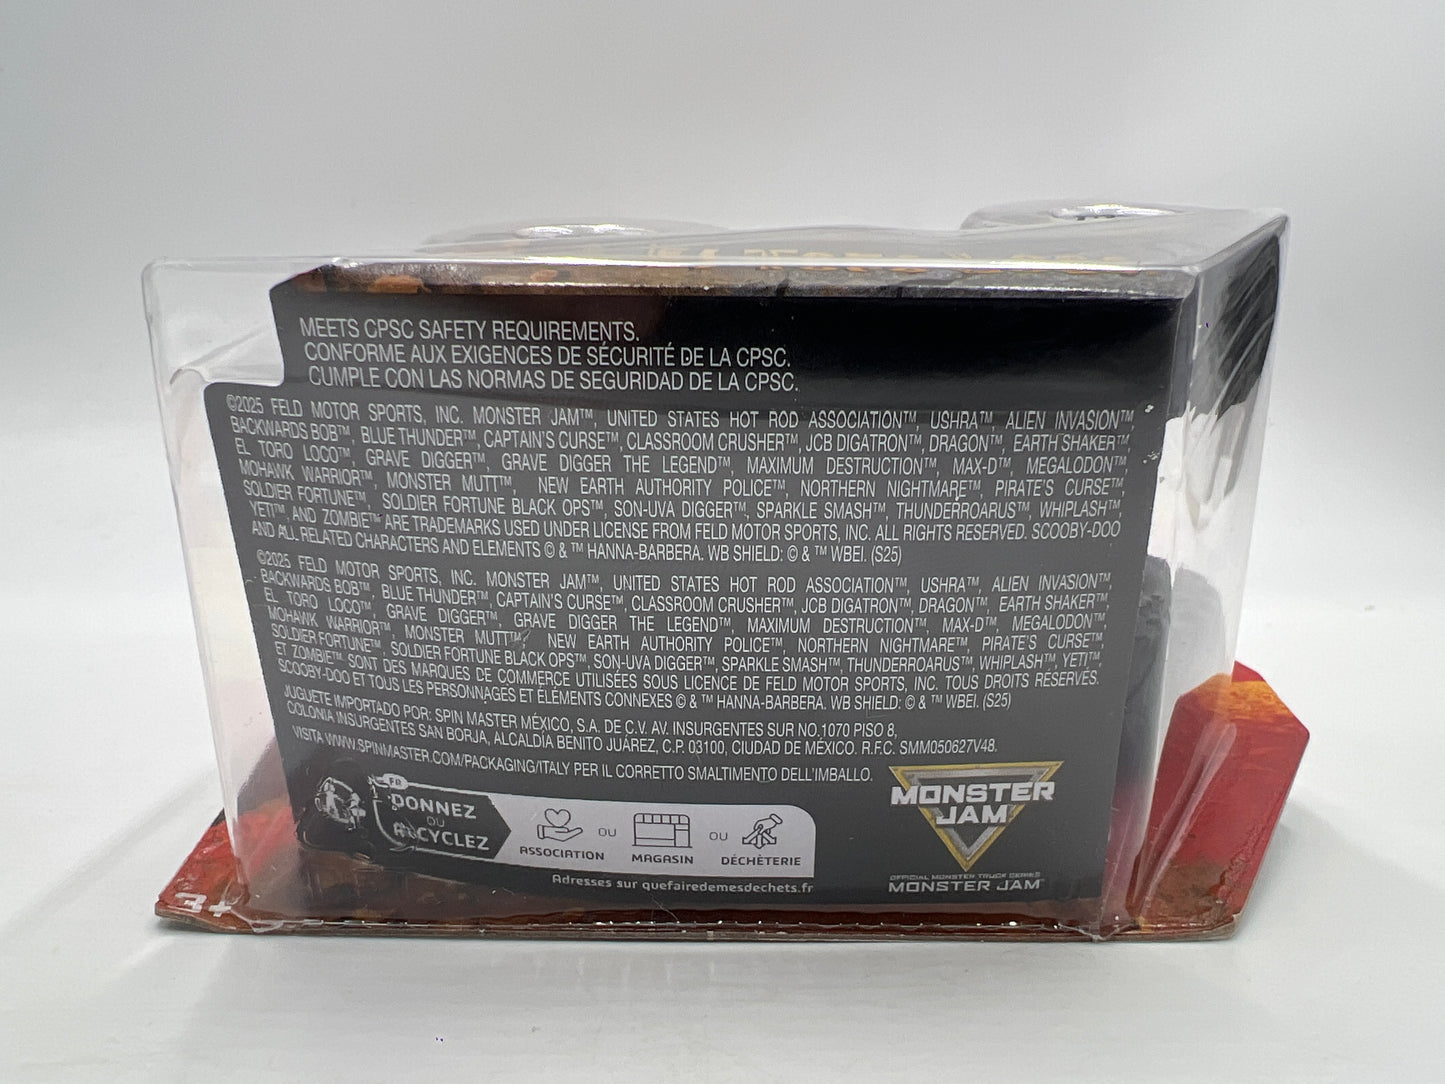 MEETS CPSC SAFETY REQUIREMENTS.
CONFORME AUX EXIGENCES DE SÉCURITÉ DE LA CPSC.
CUMPLE CON LAS NORMAS DE SEGURIDAD DE LA CPSC.
©2025 FELD MOTOR SPORTS, INC. MONSTER JAM™, UNITED STATES HOT ROD ASSOCIATION™, USHRA™, ALIEN INVASION™,
BACKWARDS BOB™, BLUE THUNDER™, CAPTAIN'S CURSE™, CLASSROOM CRUSHER™, JCB DIGATRON™, DRAGON™, EARTH SHAKER™,
EL TORO LOCO™, GRAVE DIGGER™, GRAVE DIGGER THE LEGEND™, MAXIMUM DESTRUCTION™, MAX-D™, MEGALODON™,
MOHAWK WARRIOR™, MONSTER MUTT™, NEW EARTH AUTHORITY POLICE™, NORTHERN NIGHTMARE™, PIRATE'S CURSE™,
SOLDIER FORTUNE™, SOLDIER FORTUNE BLACK OPS™, SON-UVA DIGGER™, SPARKLE SMASH™, THUNDERROARUS™, WHIPLASH™,
YETI™, AND ZOMBIE™ ARE TRADEMARKS USED UNDER LICENSE FROM FELD MOTOR SPORTS, INC. ALL RIGHTS RESERVED. SCOOBY-DOO
AND ALL RELATED CHARACTERS AND ELEMENTS © & ™ HANNA-BARBERA. WB SHIELD: © & ™ WBEI. (S25)
©2025 FELD MOTOR SPORTS, INC. MONSTER JAM™, UNITED STATES HOT ROD ASSOCIATION™, USHRA™, ALIEN INVASION™,
BACKWARDS BOB™, BLUE THUNDER™, CAPTAIN'S CURSE™, CLASSROOM CRUSHER™, JCB DIGATRON™, DRAGON™, EARTH SHAKER™,
EL TORO LOCO™, GRAVE DIGGER™, GRAVE DIGGER THE LEGEND™, MAXIMUM DESTRUCTION™, MAX-D™, MEGALODON™,
MOHAWK WARRIOR™, MONSTER MUTT™, NEW EARTH AUTHORITY POLICE™, NORTHERN NIGHTMARE™, PIRATE'S CURSE™,
SOLDIER FORTUNE™, SOLDIER FORTUNE BLACK OPS™, SON-UVA DIGGER™, SPARKLE SMASH™, THUNDERROARUS™, WHIPLASH™, YETI™,
ET ZOMBIE™ SONT DES MARQUES DE COMMERCE UTILISÉES SOUS LICENCE DE FELD MOTOR SPORTS, INC. TOUS DROITS RÉSERVÉS.
SCOOBY-DOO ET TOUS LES PERSONNAGES ET ÉLÉMENTS CONNEXES © & ™ HANNA-BARBERA. WB SHIELD: © & ™ WBEI. (S25)
JUGUETE IMPORTADO POR: SPIN MASTER MÉXICO, S.A. DE C.V. AV. INSURGENTES SUR NO.1070 PISO 8,
COLONIA INSURGENTES SAN BORJA, ALCALDÍA BENITO JUÁREZ, C.P. 03100, CIUDAD DE MÉXICO. R.F.C. SMM050627V48.
VISITA WWW.SPINMASTER.COM/PACKAGING/ITALY PER IL CORRETTO SMALTIMENTO DELL'IMBALLO.
FR
DONNEZ
OU
RECYCLEZ
ASSOCIATION OU MAGASIN OU DÉCHÈTERIE
Adresses sur quefairedemesdechets.fr
MONSTER
JAM
OFFICIAL MONSTER TRUCK SERIES
MONSTER JAM
3+